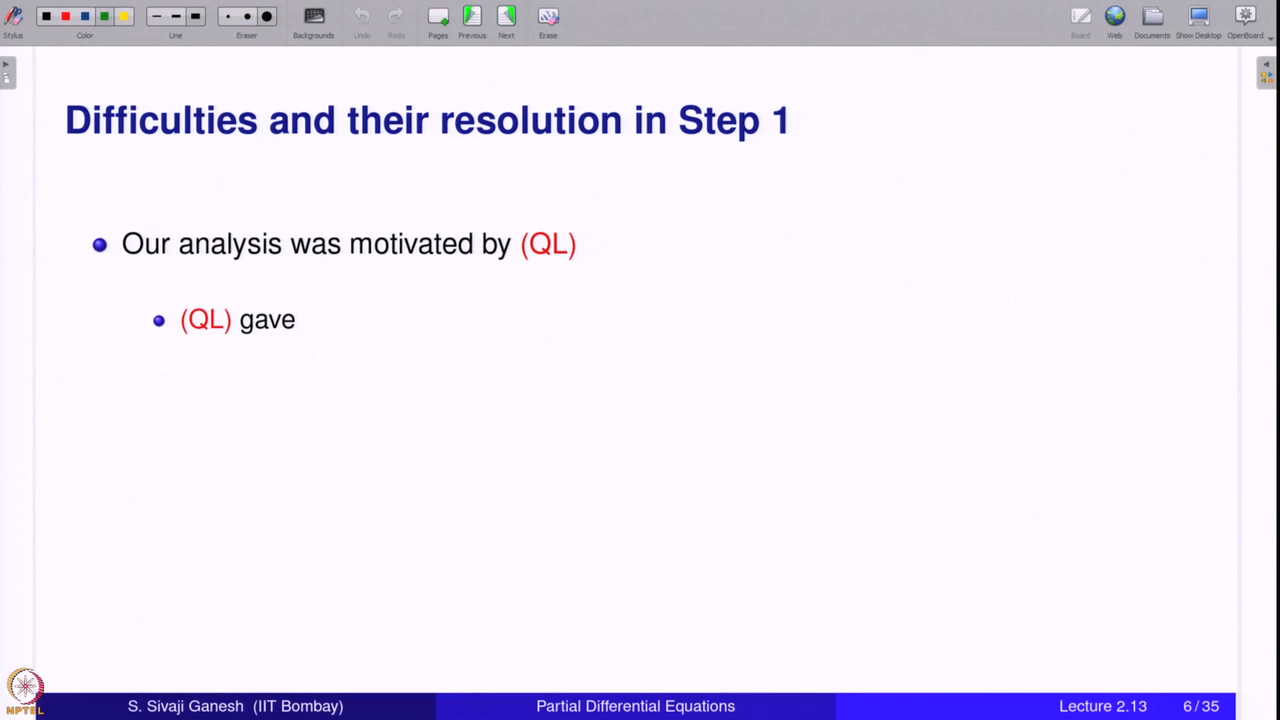 Stylus Color Line Eraser Backgrounds Undo Redo Pages Previous Next Erase Board Web Documents Show Desktop OpenBoard
Difficulties and their resolution in Step 1
Our analysis was motivated by (QL)
(QL) gave
NPTEL
S. Sivaji Ganesh (IIT Bombay) Partial Differential Equations Lecture 2.13 6 / 35